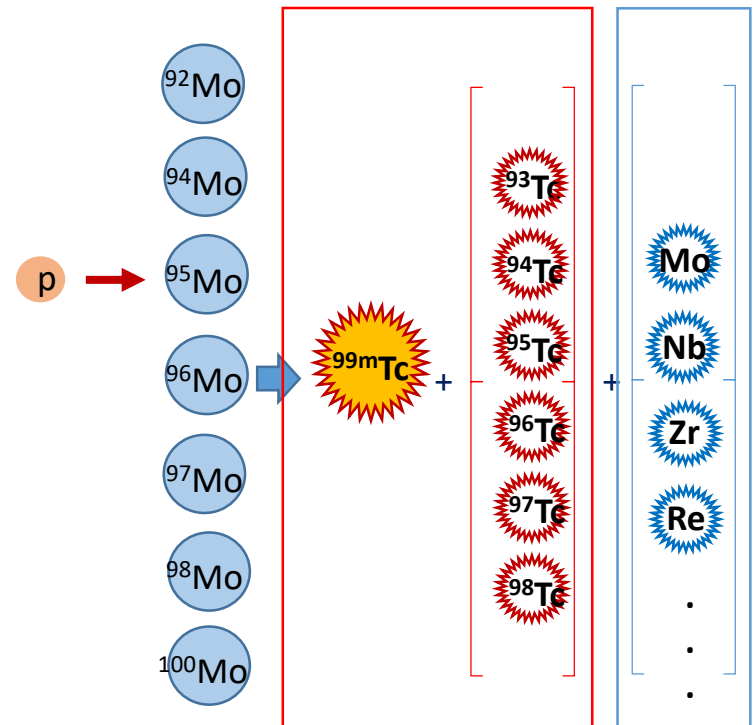 p
⁹²Mo
⁹⁴Mo
⁹⁵Mo
⁹⁶Mo
⁹⁷Mo
⁹⁸Mo
¹⁰⁰Mo
⁹⁹ᵐTc
+
⁹³Tc
⁹⁴Tc
⁹⁵Tc
⁹⁶Tc
⁹⁷Tc
⁹⁸Tc
+
Mo
Nb
Zr
Re
.
.
.